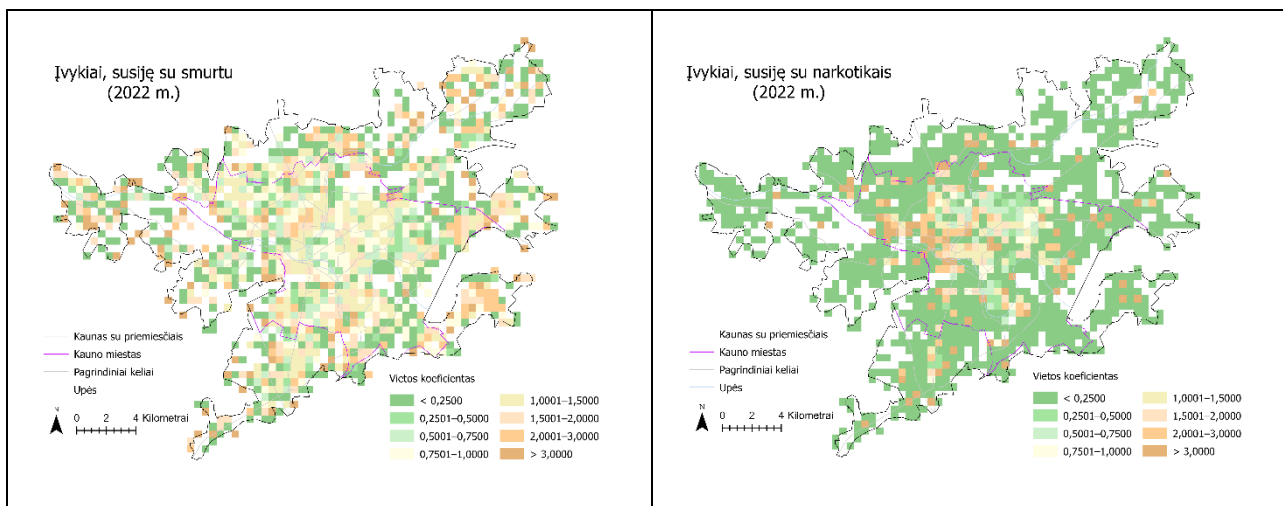 Įvykiai, susiję su smurtu
(2022 m.)
Kaunas su priemiesčiais
Kauno miestas
Pagrindiniai keliai
Upės
N
0 2 4 Kilometrai
Vietos koeficientas
< 0,2500
0,2501–0,5000
0,5001–0,7500
0,7501–1,0000
1,0001–1,5000
1,5001–2,0000
2,0001–3,0000
> 3,0000
Įvykiai, susiję su narkotikais
(2022 m.)
Kaunas su priemiesčiais
Kauno miestas
Pagrindiniai keliai
Upės
N
0 2 4 Kilometrai
Vietos koeficientas
< 0,2500
0,2501–0,5000
0,5001–0,7500
0,7501–1,0000
1,0001–1,5000
1,5001–2,0000
2,0001–3,0000
> 3,0000